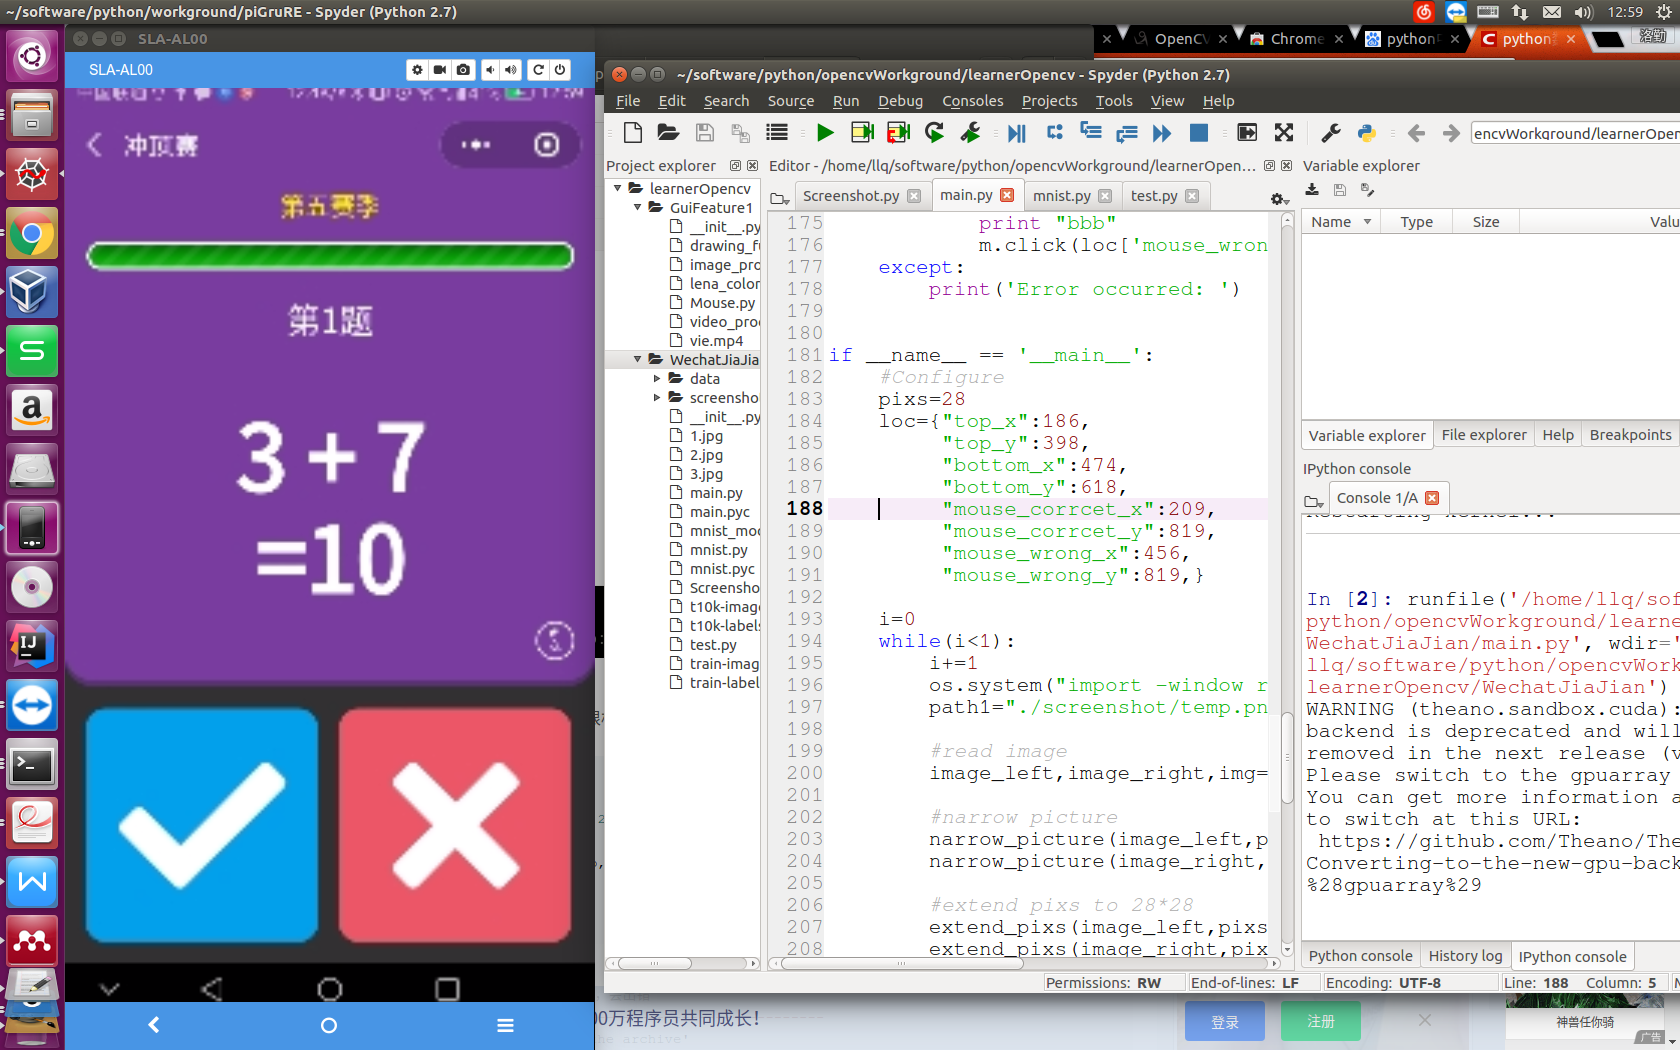 ~/software/python/workground/piGruRE - Spyder (Python 2.7)
12:59
SLA-AL00
SLA-AL00
冲顶赛
第五赛季
第1题
3+7
=10
OpenCV
Chrome
python
python
洛勤
~/software/python/opencvWorkground/learnerOpencv - Spyder (Python 2.7)
File Edit Search Source Run Debug Consoles Projects Tools View Help
encvWorkground/learnerOpen
Project explorer
learnerOpencv
GuiFeature1
__init__.py
drawing_fu
image_pro
lena_color
Mouse.py
video_proc
vie.mp4
WechatJiaJia
data
screensho
__init__.py
1.jpg
2.jpg
3.jpg
main.py
main.pyc
mnist_mod
mnist.py
mnist.pyc
Screensho
t10k-imag
t10k-labels
test.py
train-imag
train-label
Editor - /home/llq/software/python/opencvWorkground/learnerOpen...
Screenshot.py main.py mnist.py test.py
175 print "bbb"
176 m.click(loc['mouse_wron
177 except:
178 print('Error occurred: ')
179
180
181 if __name__ == '__main__':
182 #Configure
183 pixs=28
184 loc={"top_x":186,
185 "top_y":398,
186 "bottom_x":474,
187 "bottom_y":618,
188 "mouse_corrcet_x":209,
189 "mouse_corrcet_y":819,
190 "mouse_wrong_x":456,
191 "mouse_wrong_y":819,}
192
193 i=0
194 while(i<1):
195 i+=1
196 os.system("import -window r
197 path1="./screenshot/temp.pn
198
199 #read image
200 image_left,image_right,img=
201
202 #narrow picture
203 narrow_picture(image_left,p
204 narrow_picture(image_right,
205
206 #extend pixs to 28*28
207 extend_pixs(image_left,pixs
208 extend_pixs(image_right,pix
Variable explorer
Name Type Size Valu
Variable explorer File explorer Help Breakpoints
IPython console
Console 1/A
Restarting kernel...
In [2]: runfile('/home/llq/sof
python/opencvWorkground/learne
WechatJiaJian/main.py', wdir='
llq/software/python/opencvWork
learnerOpencv/WechatJiaJian')
WARNING (theano.sandbox.cuda):
backend is deprecated and will
removed in the next release (v
Please switch to the gpuarray
You can get more information a
to switch at this URL:
https://github.com/Theano/The
Converting-to-the-new-gpu-back
%28gpuarray%29
Python console History log IPython console
Permissions: RW End-of-lines: LF Encoding: UTF-8 Line: 188 Column: 5
00万程序员共同成长!
登录
注册
神兽任你骑
广告